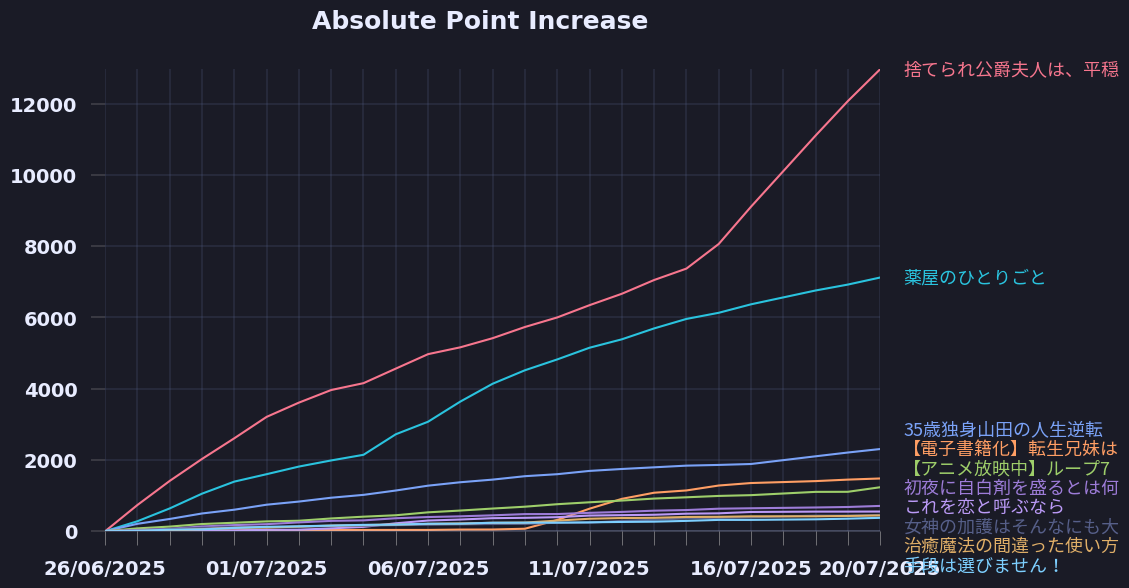 Absolute Point Increase
捨てられ公爵夫人は、平穏
12000
10000
8000
薬屋のひとりごと
6000
4000
35歳独身山田の人生逆転
【電子書籍化】転生兄妹は
2000
【アニメ放映中】ループ7
初夜に自白剤を盛るとは何
これを恋と呼ぶなら
女神の加護はそんなにも大
0
治癒魔法の間違った使い方
手段は選びません！
26/06/2025 01/07/2025 06/07/2025 11/07/2025 16/07/2025 20/07/2025